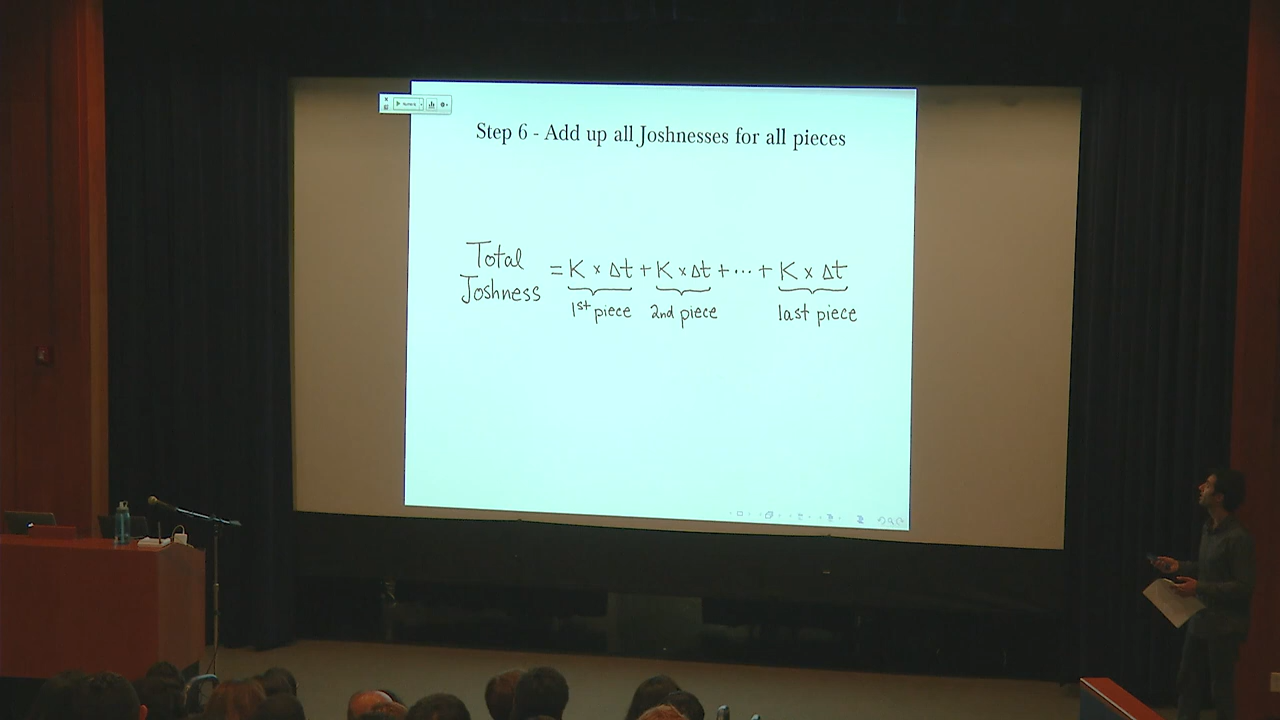 Step 6 - Add up all Joshnesses for all pieces
Total
Joshness = K × Δt + K × Δt + ··· + K × Δt
1st piece 2nd piece last piece